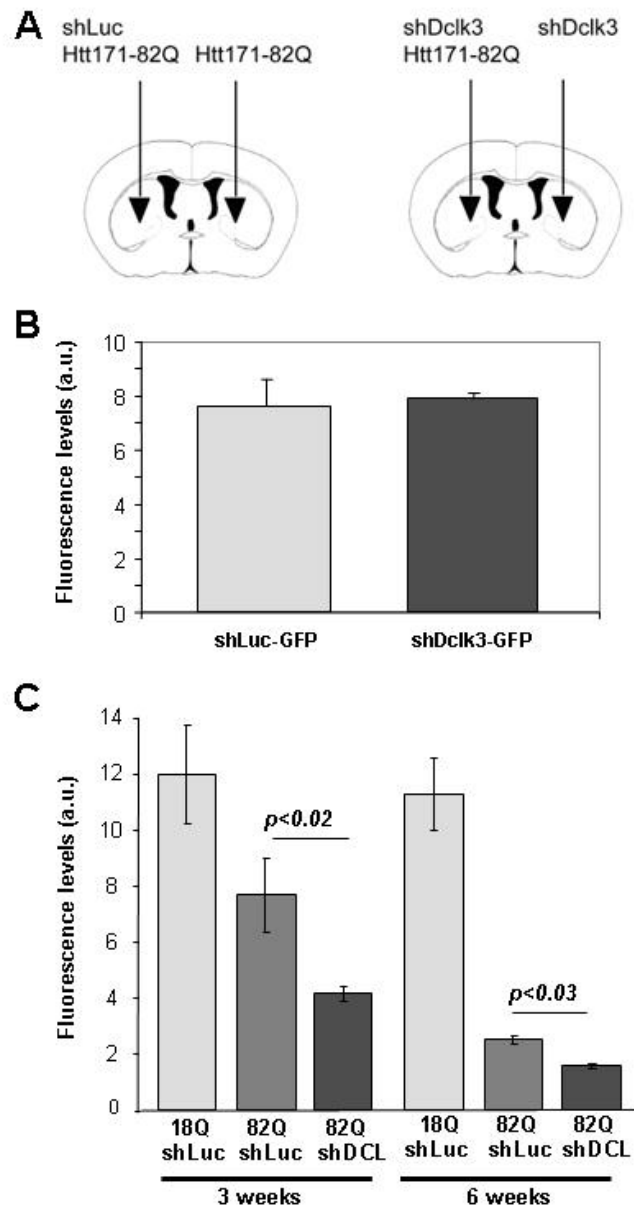 A
shLuc
Htt171-82Q Htt171-82Q
shDclk3 shDclk3
Htt171-82Q
B
Fluorescence levels (a.u.)
10
8
6
4
2
0
shLuc-GFP shDclk3-GFP
C
Fluorescence levels (a.u.)
14
12
10
8
6
4
2
0
p<0.02
p<0.03
18Q 82Q 82Q 18Q 82Q 82Q
shLuc shLuc shDCL shLuc shLuc shDCL
3 weeks 6 weeks